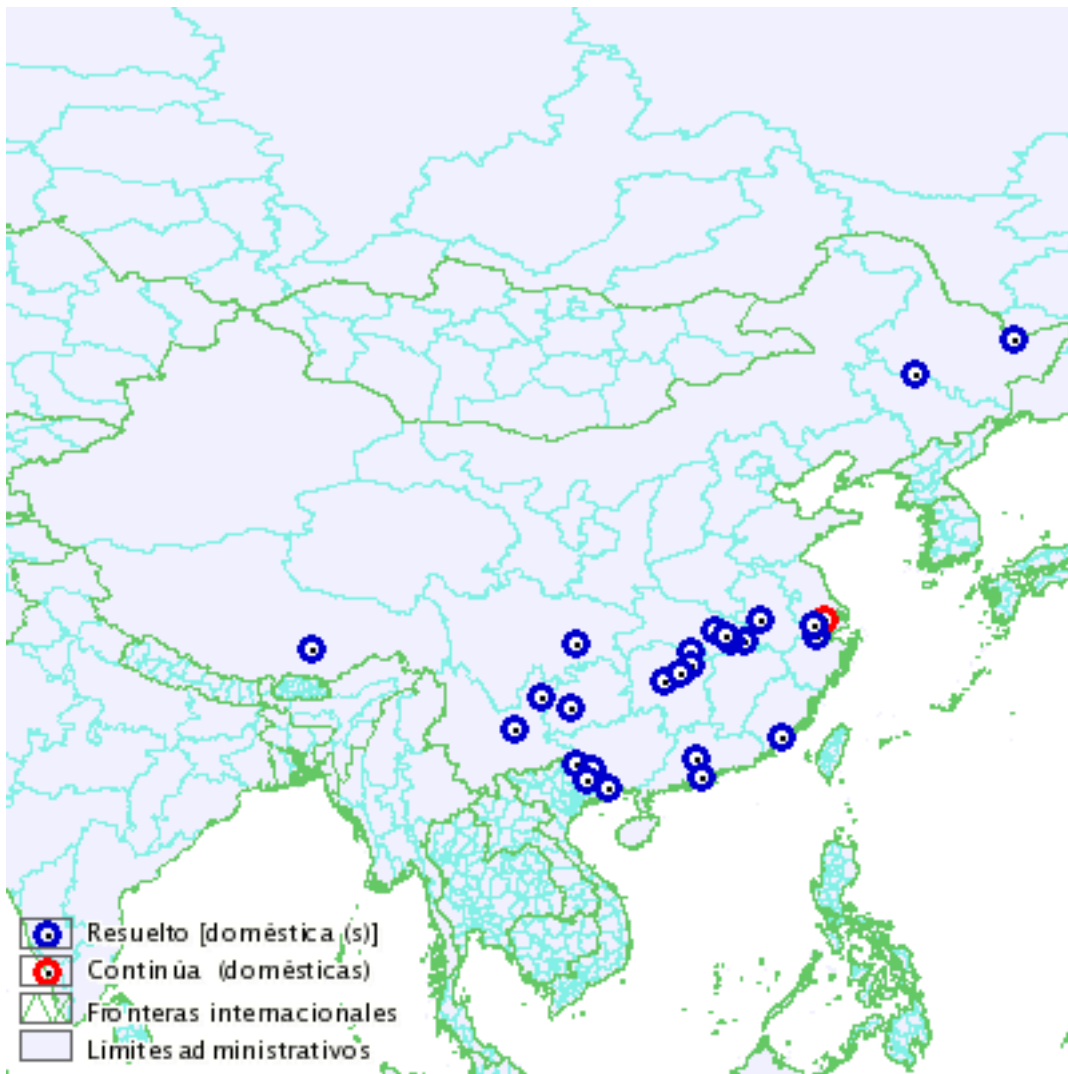 Resuelto [doméstica (s)]
Continúa (domésticas)
Fronteras internacionales
Límites administrativos